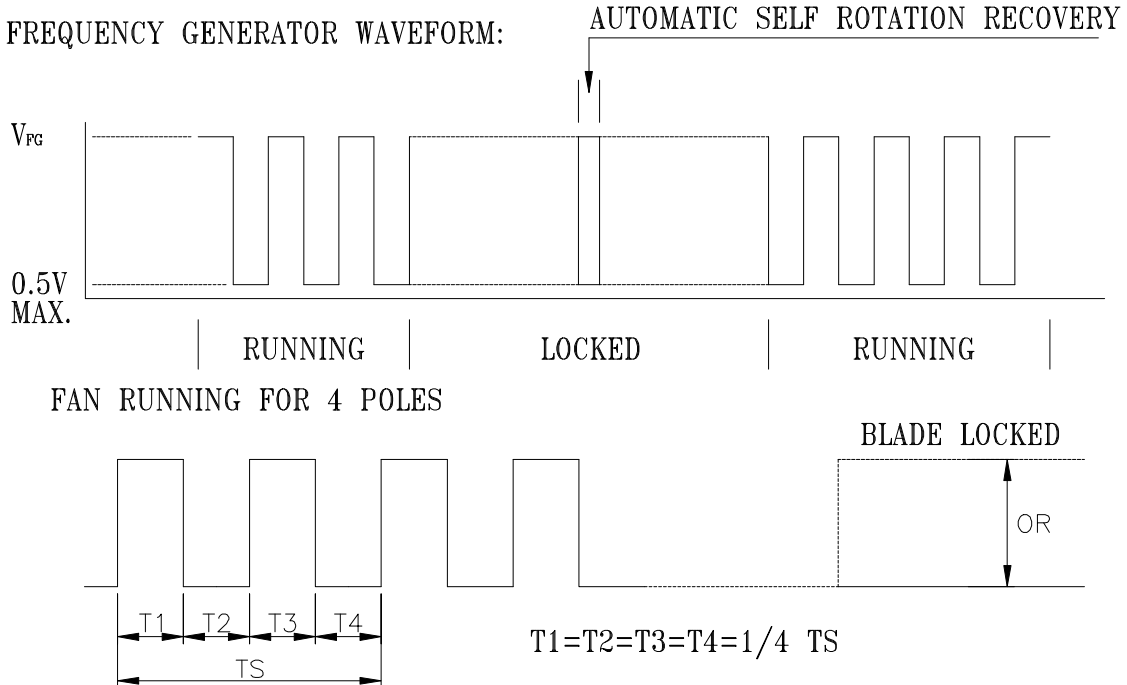 AUTOMATIC SELF ROTATION RECOVERY
FREQUENCY GENERATOR WAVEFORM:
VFG
0.5V
MAX.
RUNNING LOCKED RUNNING
FAN RUNNING FOR 4 POLES
BLADE LOCKED
OR
T1 T2 T3 T4
T1=T2=T3=T4=1/4 TS
TS